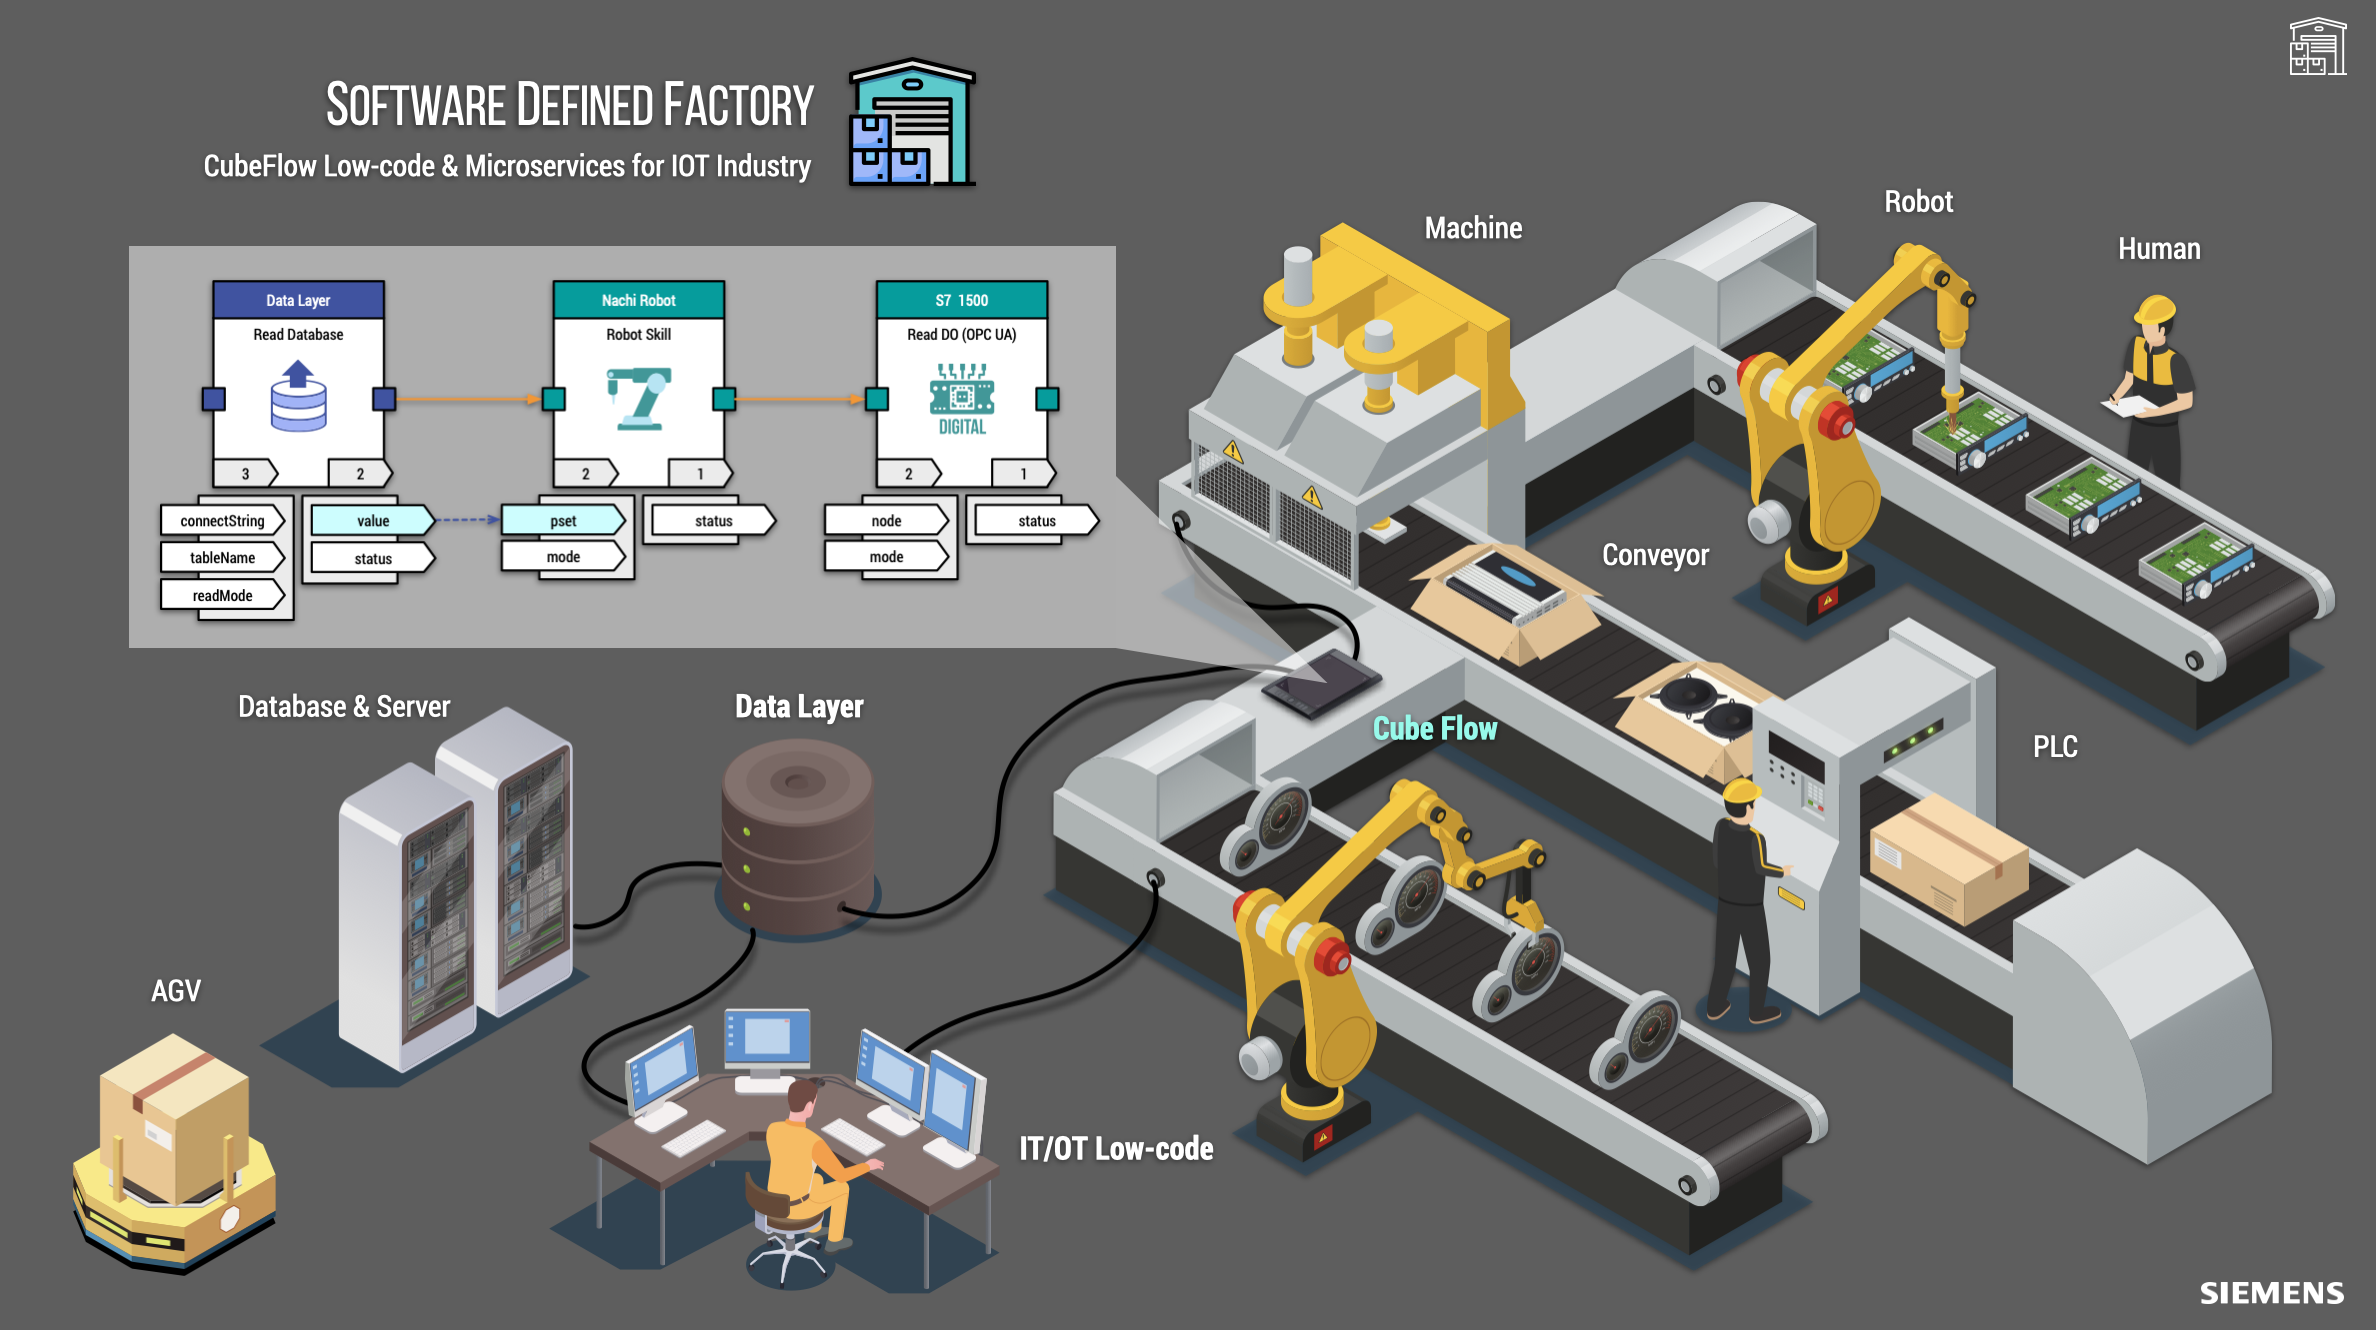 SOFTWARE DEFINED FACTORY
CubeFlow Low-code & Microservices for IOT Industry
Data Layer
Read Database
3
2
connectString
tableName
readMode
value
status
Nachi Robot
Robot Skill
2
1
pset
mode
status
S7 1500
Read DO (OPC UA)
DIGITAL
2
1
node
mode
status
Machine
Robot
Human
Conveyor
Cube Flow
PLC
Database & Server
Data Layer
AGV
IT/OT Low-code
SIEMENS